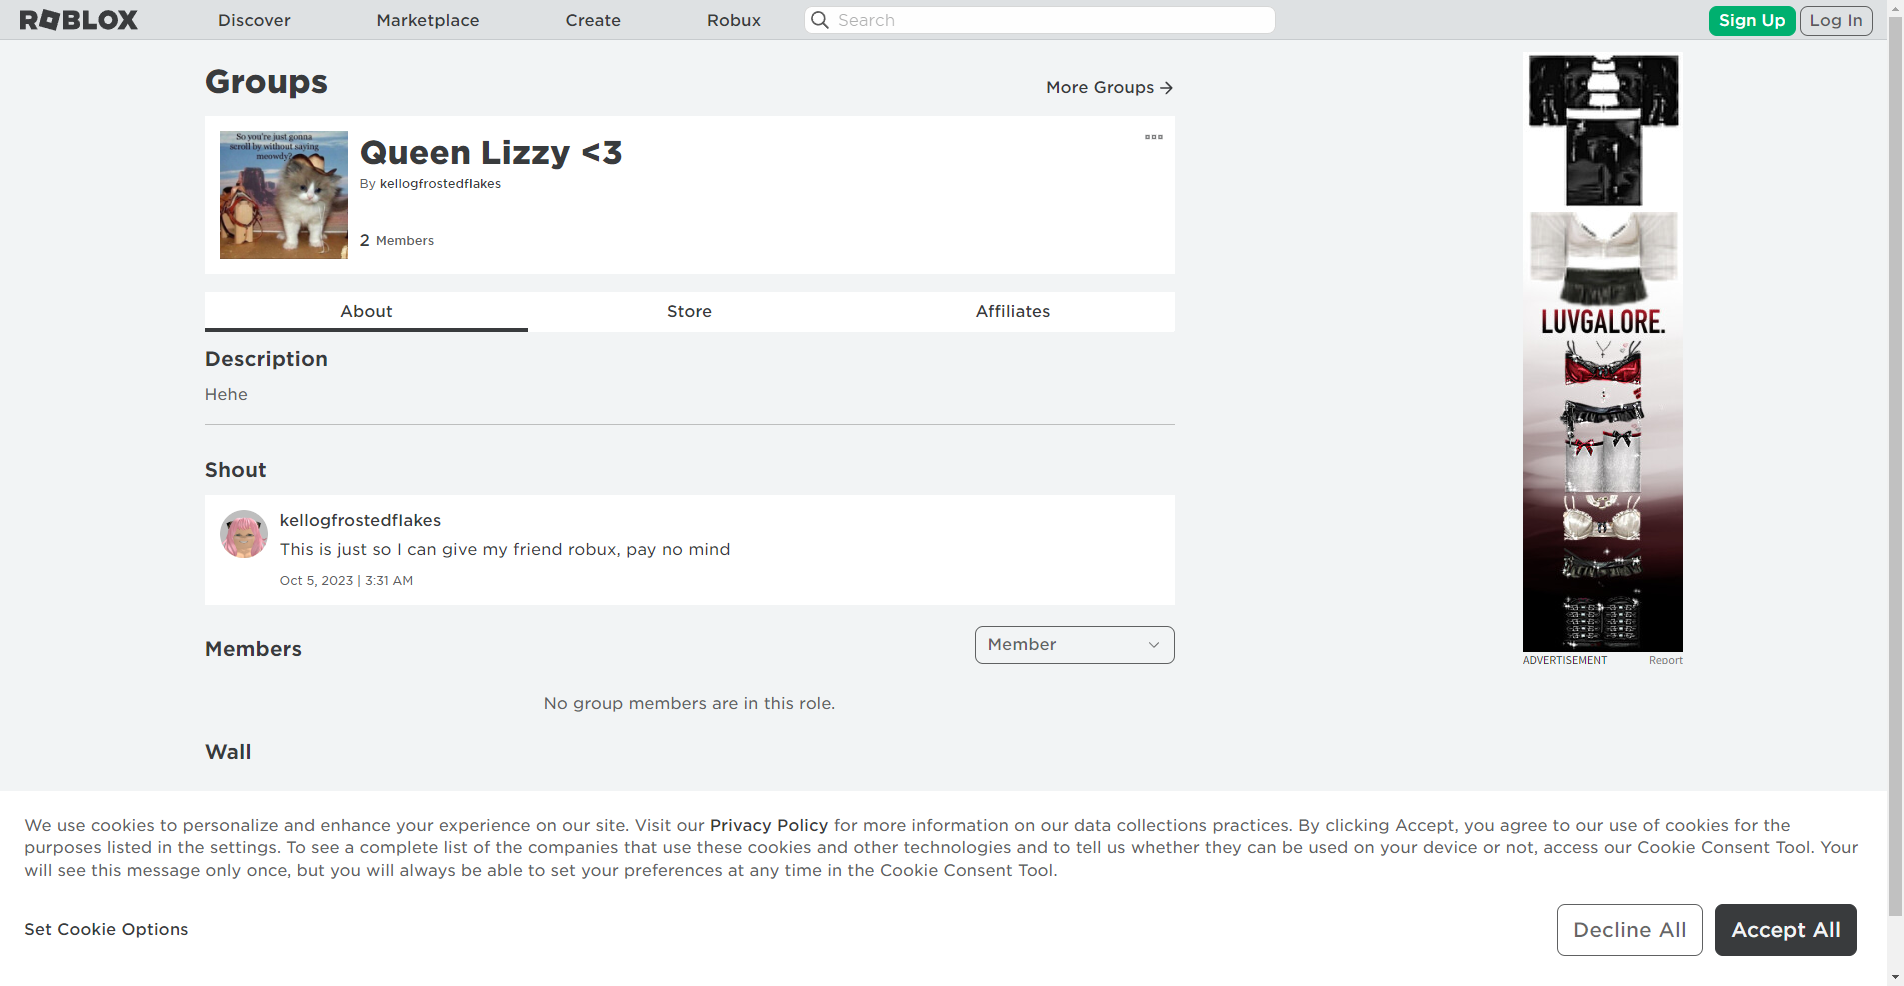 ROBLOX
Discover
Marketplace
Create
Robux
Search
Sign Up
Log In
Groups
More Groups
So you're just gonna
scroll by without saying
meowdy?
Queen Lizzy <3
By kellogfrostedflakes
2 Members
About
Store
Affiliates
Description
Hehe
Shout
kellogfrostedflakes
This is just so I can give my friend robux, pay no mind
Oct 5, 2023 | 3:31 AM
Members
Member
No group members are in this role.
Wall
LUVGALORE.
ADVERTISEMENT
Report
We use cookies to personalize and enhance your experience on our site. Visit our Privacy Policy for more information on our data collections practices. By clicking Accept, you agree to our use of cookies for the
purposes listed in the settings. To see a complete list of the companies that use these cookies and other technologies and to tell us whether they can be used on your device or not, access our Cookie Consent Tool. Your
will see this message only once, but you will always be able to set your preferences at any time in the Cookie Consent Tool.
Set Cookie Options
Decline All
Accept All